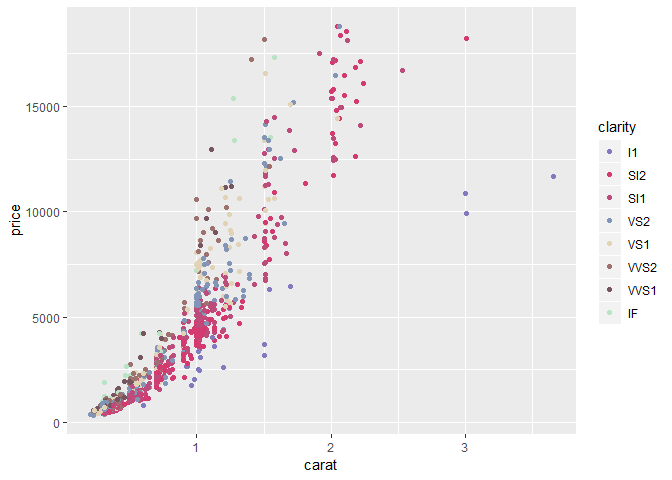 15000
10000
5000
0
price
1
2
3
carat
clarity
I1
SI2
SI1
VS2
VS1
VVS2
VVS1
IF